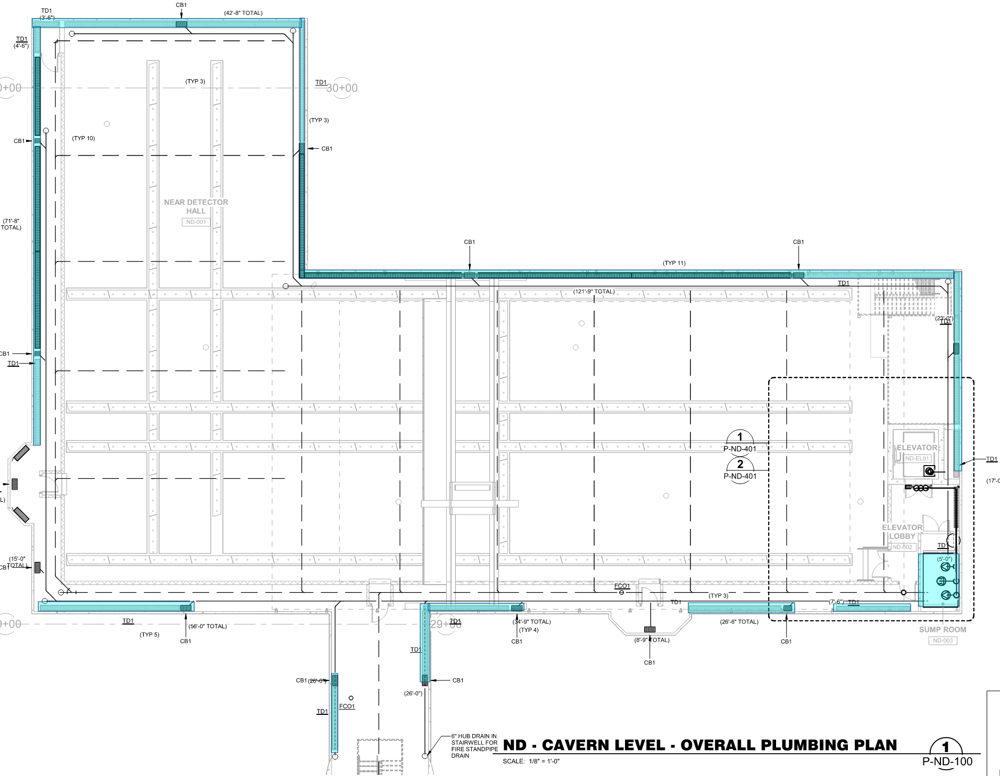 CB1
TD1
(3'-6")
(42'-8" TOTAL)
TD1
(4'-6")
(TYP 3)
TD1
0+00
30+00
(TYP 3)
(TYP 10)
CB1
CB1
NEAR DETECTOR
HALL
ND-001
(71'-8"
TOTAL)
CB1
CB1
(TYP 11)
TD1
(121'-9" TOTAL)
(23'-0")
TD1
CB1
TD1
1
P-ND-401
2
P-ND-401
ELEVATOR
ND-EL01
TD1
(17'-0
"
L)
ELEVATOR
LOBBY
ND-002
TD1
(5'-0")
(15'-0"
TOTAL)
CB1
FCO1
(TYP 3)
TD1
(7'-6")
TD1
9+00
TD1
(56'-0" TOTAL)
(TYP 5)
CB1
TD1
29+00
(34'-9" TOTAL)
(TYP 4)
CB1
(26'-6" TOTAL)
CB1
(8'-9" TOTAL)
CB1
SUMP ROOM
ND-003
TD1
CB1
(26'-0")
CB1
(26'-0")
FCO1
TD1
6" HUB DRAIN IN
STAIRWELL FOR
FIRE STANDPIPE
DRAIN
ND - CAVERN LEVEL - OVERALL PLUMBING PLAN
SCALE: 1/8" = 1'-0"
1
P-ND-100